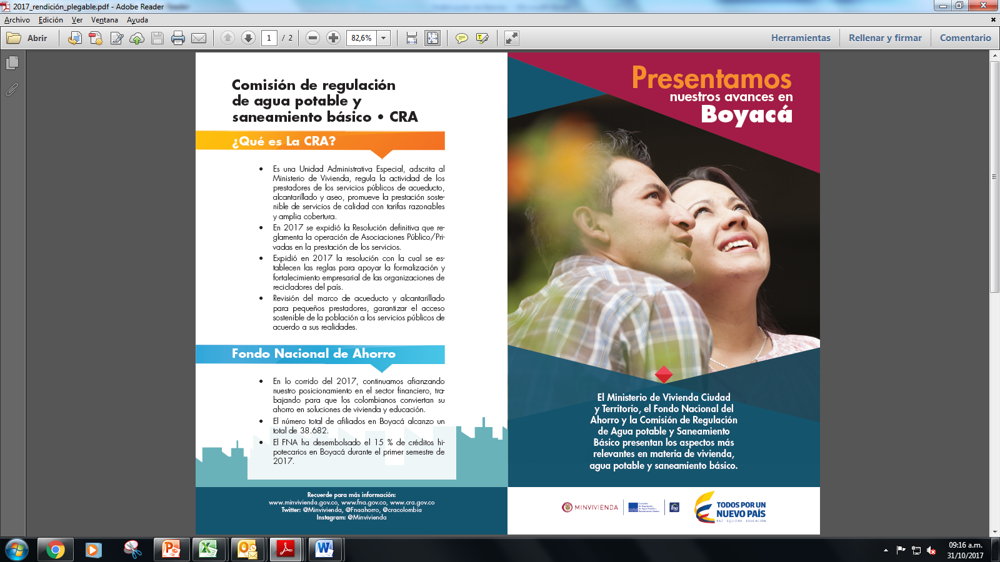 2017_rendición_plegable.pdf - Adobe Reader
Archivo Edición Ver Ventana Ayuda
Abrir
1 / 2
82,6%
Herramientas
Rellenar y firmar
Comentario
Comisión de regulación
de agua potable y
saneamiento básico • CRA
¿Qué es La CRA?
• Es una Unidad Administrativa Especial, adscrita al
Ministerio de Vivienda, regula la actividad de los
prestadores de los servicios públicos de acueducto,
alcantarillado y aseo, promueve la prestación soste-
nible de servicios de calidad con tarifas razonables
y amplia cobertura.
• En 2017 se expidió la Resolución definitiva que re-
glamenta la operación de Asociaciones Público/Pri-
vadas en la prestación de los servicios.
• Expidió en 2017 la resolución con la cual se es-
tablecen las reglas para apoyar la formalización y
fortalecimiento empresarial de las organizaciones de
recicladores del país.
• Revisión del marco de acueducto y alcantarillado
para pequeños prestadores, garantizar el acceso
sostenible de la población a los servicios públicos de
acuerdo a sus realidades.
Fondo Nacional de Ahorro
• En lo corrido del 2017, continuamos afianzando
nuestro posicionamiento en el sector financiero, tra-
bajando para que los colombianos conviertan su
ahorro en soluciones de vivienda y educación.
• El número total de afiliados en Boyacá alcanzo un
total de 38.682.
• El FNA ha desembolsado el 15 % de créditos hi-
potecarios en Boyacá durante el primer semestre de
2017.
Recuerde para más información:
www.minvivienda.gov.co, www.fna.gov.co, www.cra.gov.co
Twitter: @Minvivienda, @Fnaahorro, @cracolombia
Instagram: @Minvivienda
Presentamos
nuestros avances en
Boyacá
El Ministerio de Vivienda Ciudad
y Territorio, el Fondo Nacional del
Ahorro y la Comisión de Regulación
de Agua potable y Saneamiento
Básico presentan los aspectos más
relevantes en materia de vivienda,
agua potable y saneamiento básico.
MINVIVIENDA
fna
TODOS POR UN
NUEVO PAÍS
PAZ EQUIDAD EDUCACIÓN
09:16 a.m.
31/10/2017